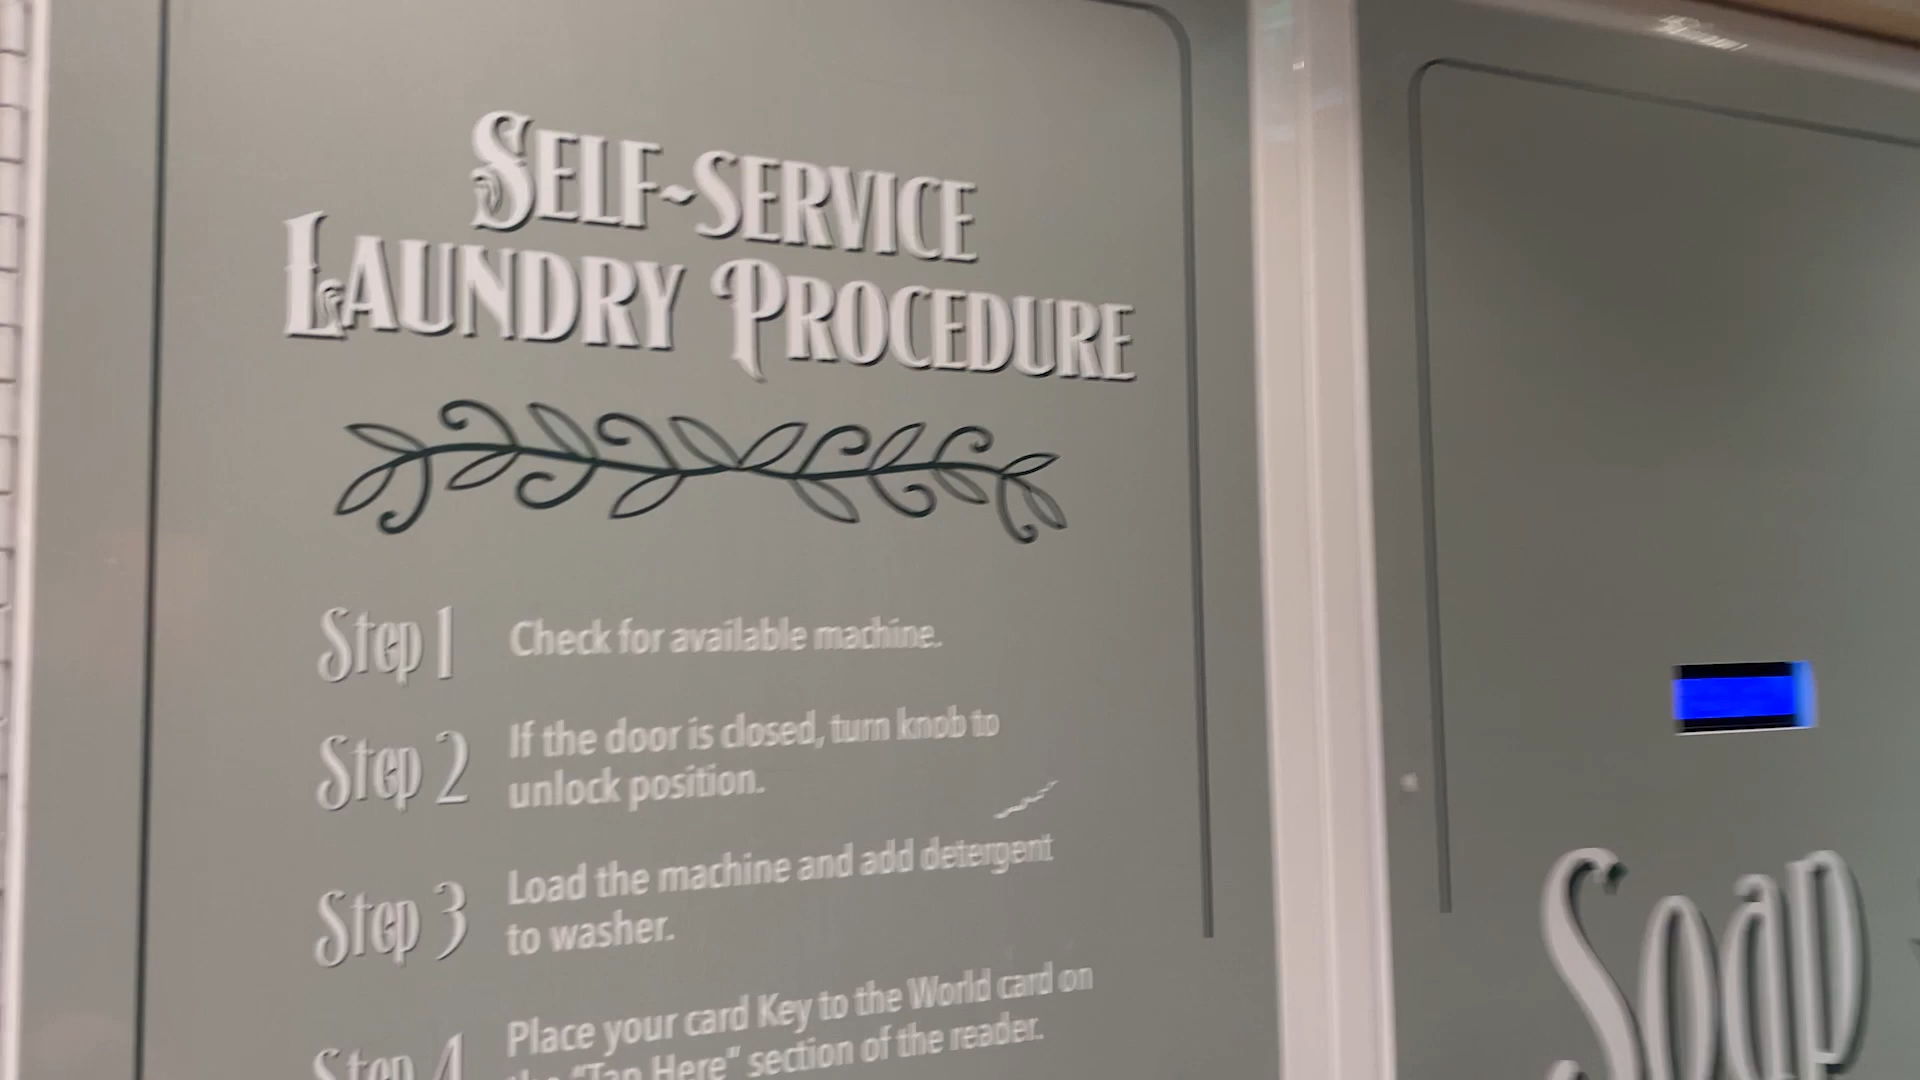 SELF-SERVICE
LAUNDRY PROCEDURE
Step 1 Check for available machine.
Step 2 If the door is closed, turn knob to
unlock position.
Step 3 Load the machine and add detergent
to washer.
Step 4 Place your card Key to the World card on
the "Tap Here" section of the reader.
Soap